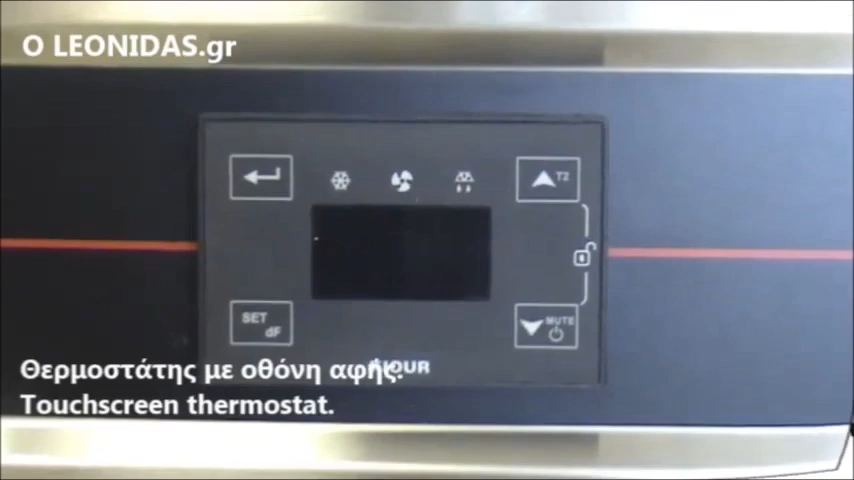 O LEONIDAS.gr
T2
SET
dF
MUTE
Θερμοστάτης με οθόνη αφής.
Touchscreen thermostat.